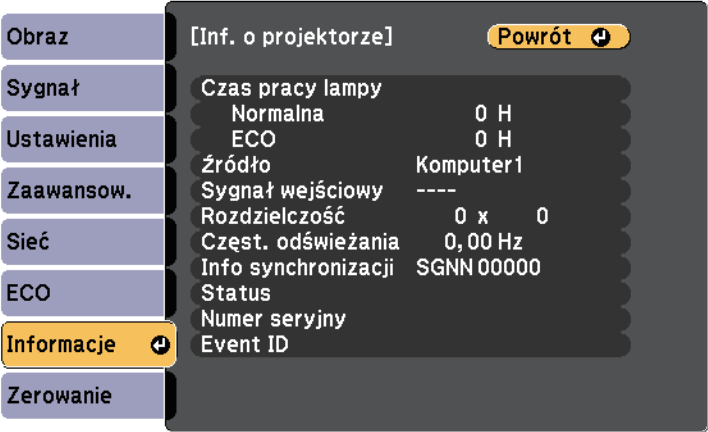 Obraz
Sygnał
Ustawienia
Zaawansow.
Sieć
ECO
Informacje
Zerowanie
[Inf. o projektorze]
Powrót
Czas pracy lampy
Normalna 0 H
ECO 0 H
Źródło Komputer1
Sygnał wejściowy ----
Rozdzielczość 0 x 0
Częst. odświeżania 0,00 Hz
Info synchronizacji SGNN 00000
Status
Numer seryjny
Event ID